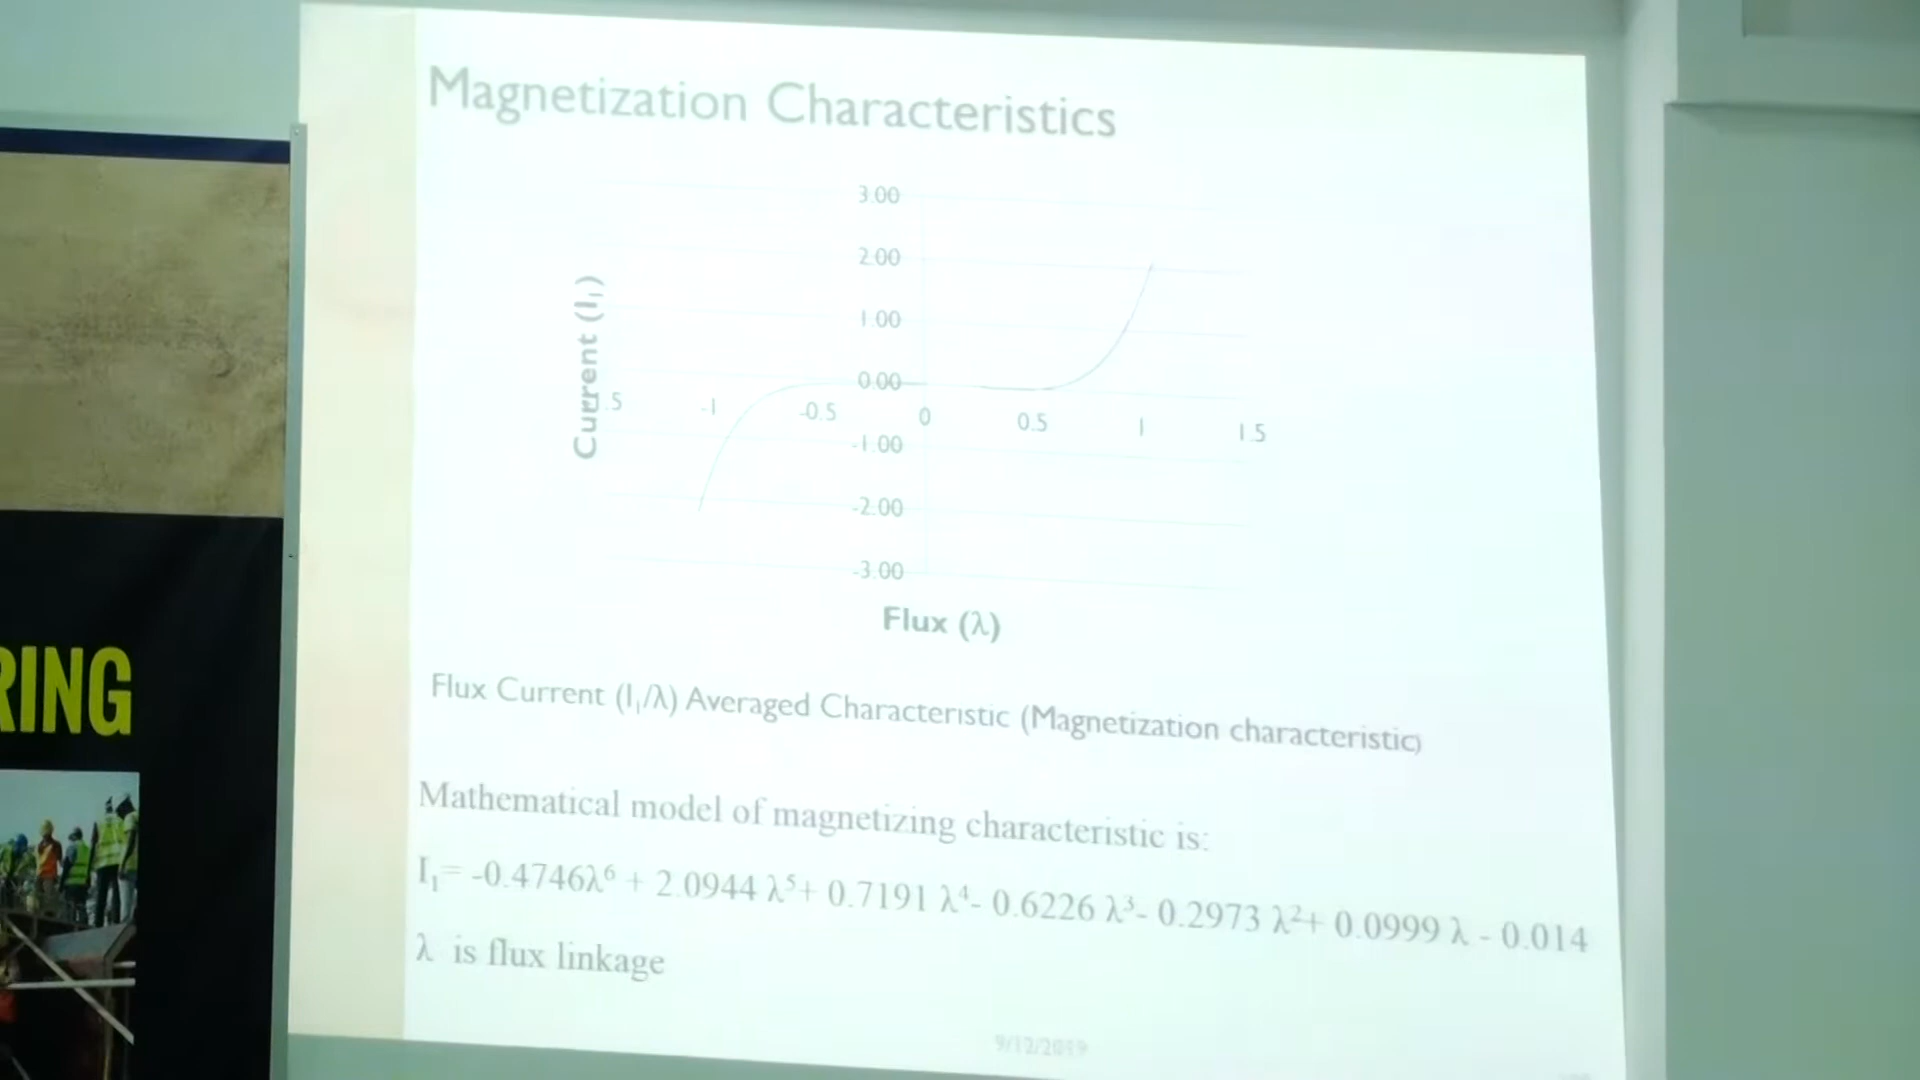 Magnetization Characteristics
3.00
2.00
1.00
0.00
-1.00
-2.00
-3.00
-1 -0.5 0 0.5 1 1.5
Current (I₁)
Flux (λ)
Flux Current (I₁/λ) Averaged Characteristic (Magnetization characteristic)
Mathematical model of magnetizing characteristic is:
I₁= -0.4746λ⁶ + 2.0944 λ⁵+ 0.7191 λ⁴- 0.6226 λ³- 0.2973 λ²+ 0.0999 λ - 0.014
λ is flux linkage
9/12/2019
RING